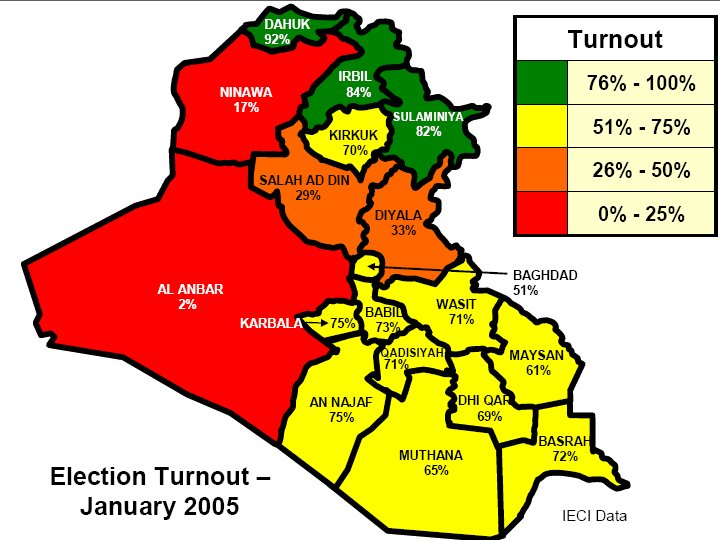 DAHUK
92%
NINAWA
17%
IRBIL
84%
SULAMINIYA
82%
KIRKUK
70%
SALAH AD DIN
29%
DIYALA
33%
AL ANBAR
2%
BAGHDAD
51%
KARBALA
75%
BABIL
73%
WASIT
71%
QADISIYAH
71%
MAYSAN
61%
AN NAJAF
75%
DHI QAR
69%
MUTHANA
65%
BASRAH
72%
Turnout
76% - 100%
51% - 75%
26% - 50%
0% - 25%
Election Turnout –
January 2005
IECI Data